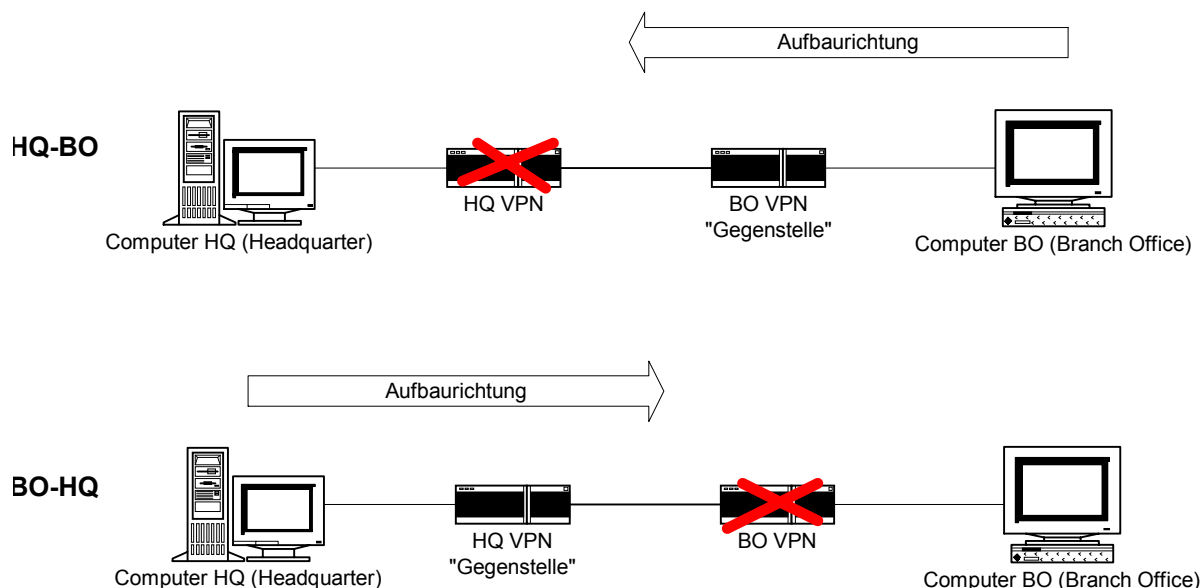 Aufbaurichtung
HQ-BO
HQ VPN
BO VPN
"Gegenstelle"
Computer HQ (Headquarter)
Computer BO (Branch Office)
Aufbaurichtung
BO-HQ
HQ VPN
"Gegenstelle"
BO VPN
Computer HQ (Headquarter)
Computer BO (Branch Office)